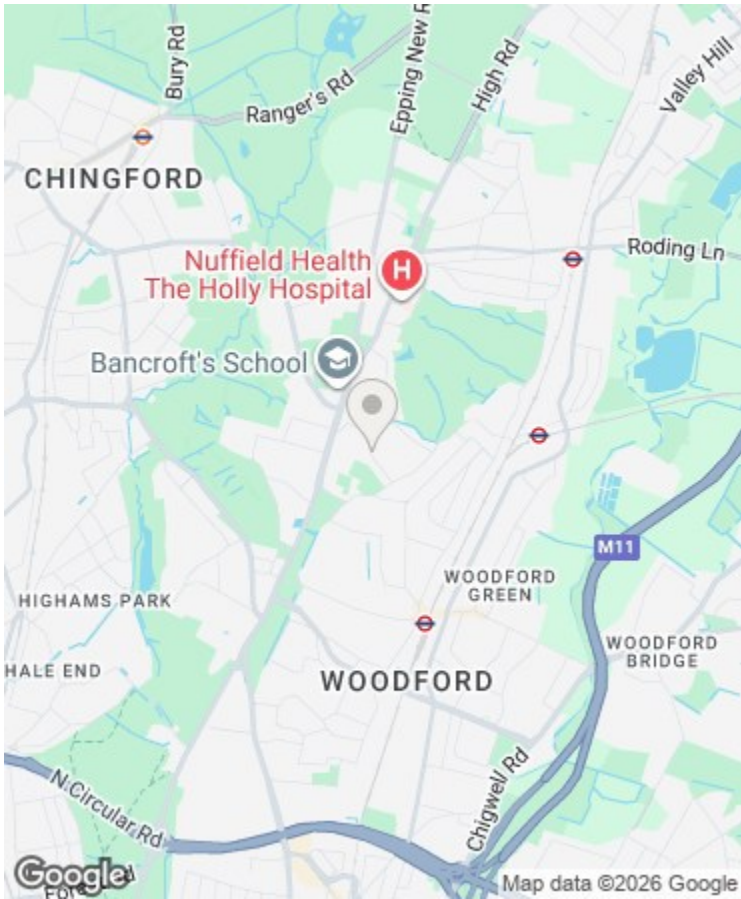 Bury Rd
Epping New R
High Rd
Valley Hill
Ranger's Rd
CHINGFORD
Roding Ln
Nuffield Health
The Holly Hospital
H
Bancroft's School
M11
WOODFORD
GREEN
HIGHAMS PARK
WOODFORD
BRIDGE
HALE END
WOODFORD
Chigwell Rd
N Circular Rd
Google
Map data ©2026 Google